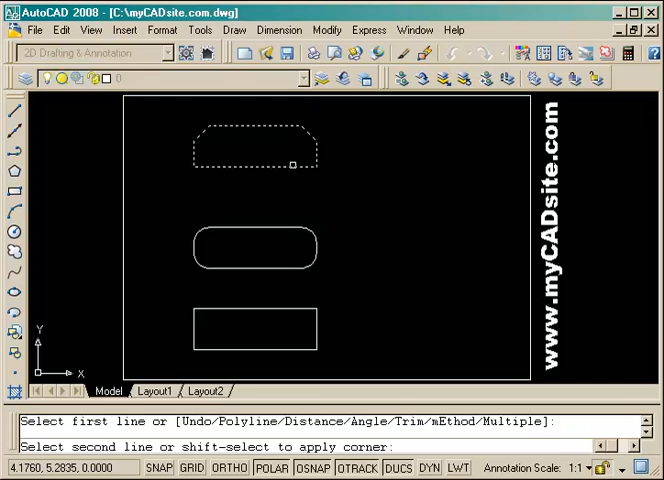 AutoCAD 2008 - [C:\myCADsite.com.dwg]
File Edit View Insert Format Tools Draw Dimension Modify Express Window Help
2D Drafting & Annotation
0
www.myCADsite.com
Y
X
Model Layout1 Layout2
Select first line or [Undo/Polyline/Distance/Angle/Trim/mEthod/Multiple]:
Select second line or shift-select to apply corner:
4.1760, 5.2835, 0.0000 SNAP GRID ORTHO POLAR OSNAP OTRACK DUCS DYN LWT Annotation Scale: 1:1